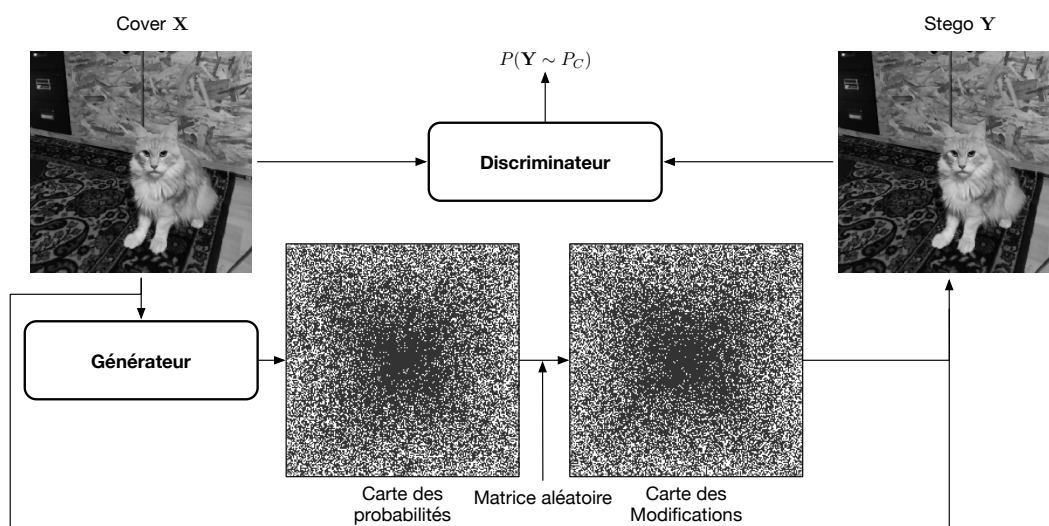 Cover X
Stego Y
P(Y ∼ P_C)
Discriminateur
Générateur
Carte des
probabilités
Matrice aléatoire
Carte des
Modifications